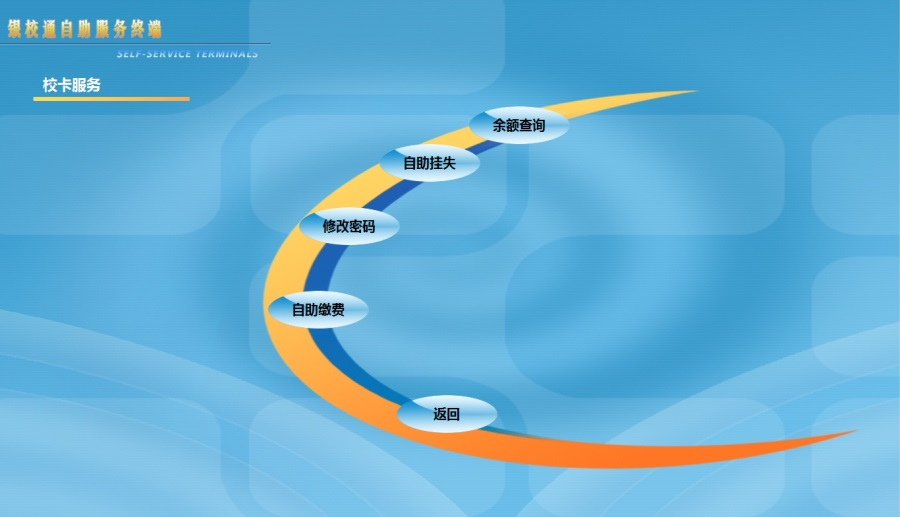 银校通自助服务终端
SELF-SERVICE TERMINALS
校卡服务
余额查询
自助挂失
修改密码
自助缴费
返回